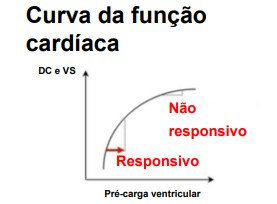 Curva da função
cardíaca
DC e VS
Não
responsivo
Responsivo
Pré-carga ventricular